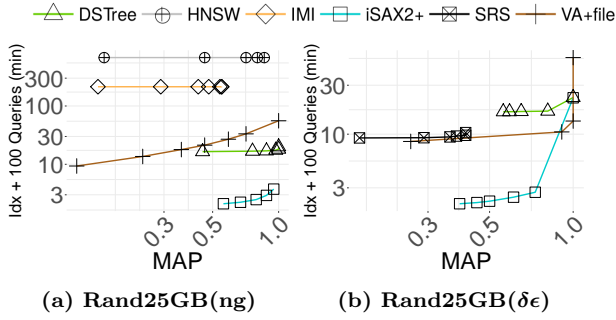 DSTree HNSW IMI iSAX2+ SRS VA+file
Idx + 100 Queries (min)
300
100
30
10
3
0.3 0.5 1.0
MAP
(a) Rand25GB(ng)
Idx + 100 Queries (min)
30
10
3
0.3 0.5 1.0
MAP
(b) Rand25GB(δϵ)